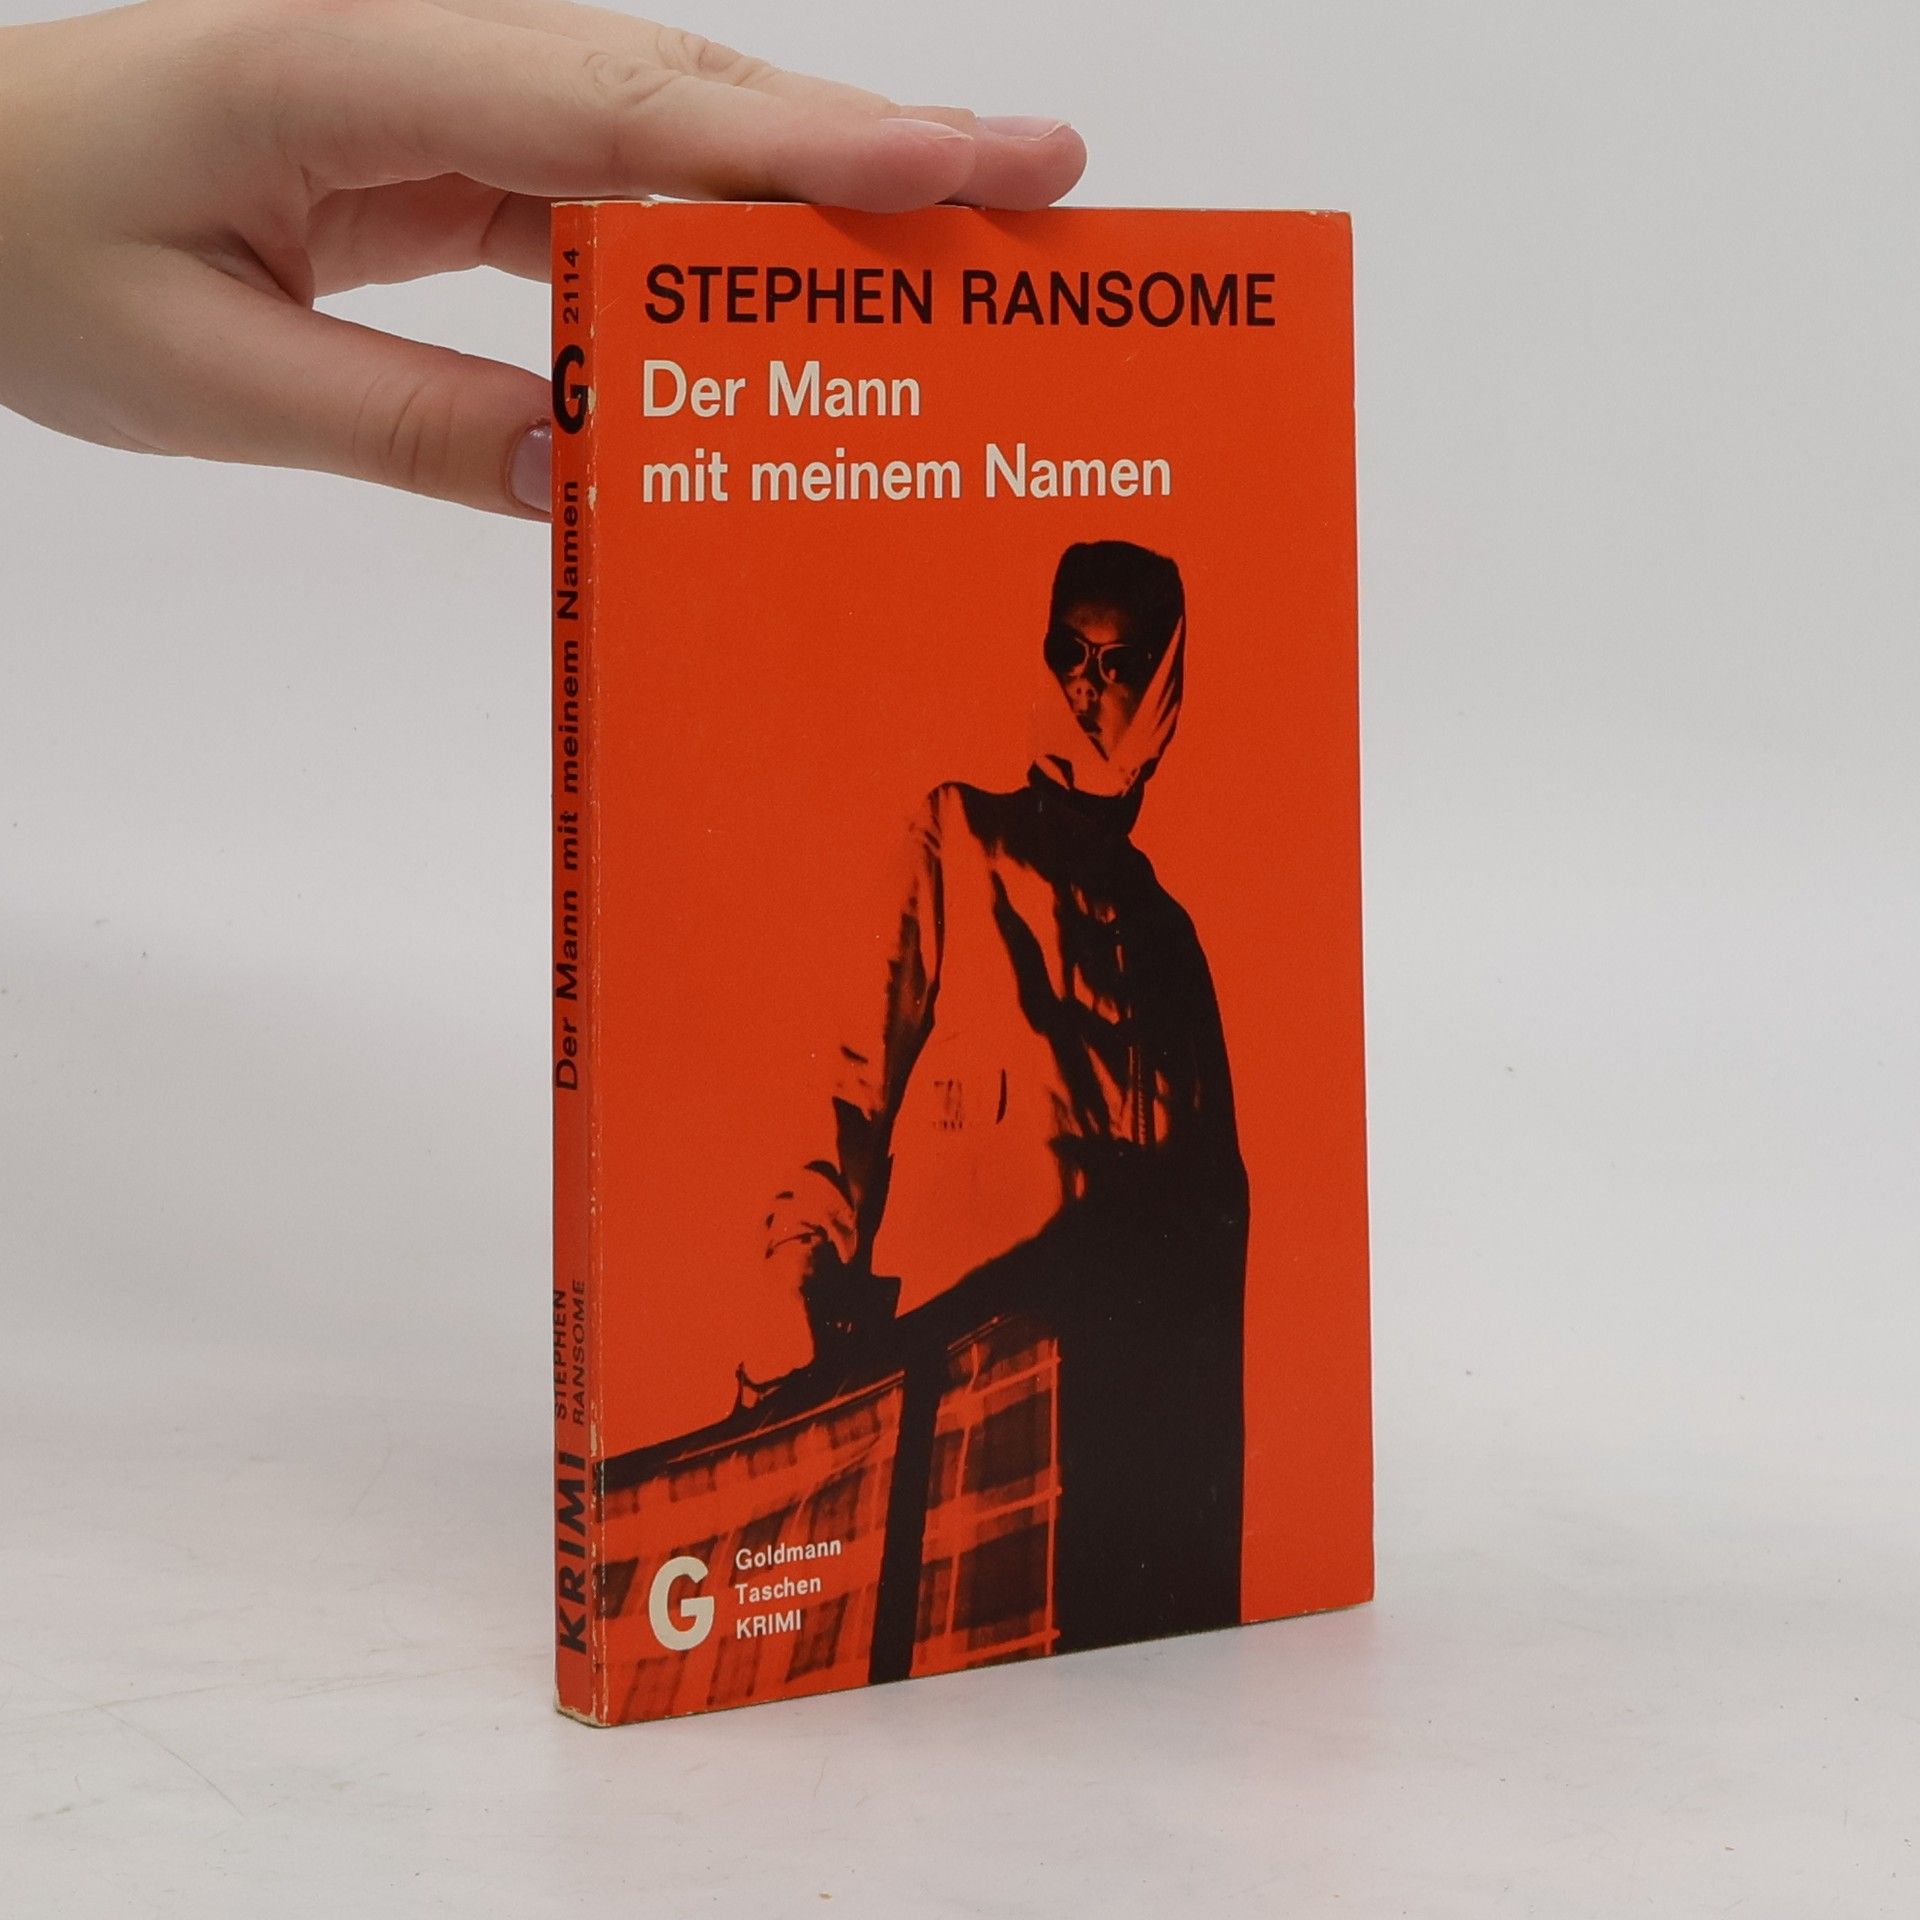 STEPHEN RANSOME
Der Mann
mit meinem Namen
G
Goldmann
Taschen
KRIMI
KRIMI
STEPHEN
RANSOME
Der Mann mit meinem Namen
G
2114